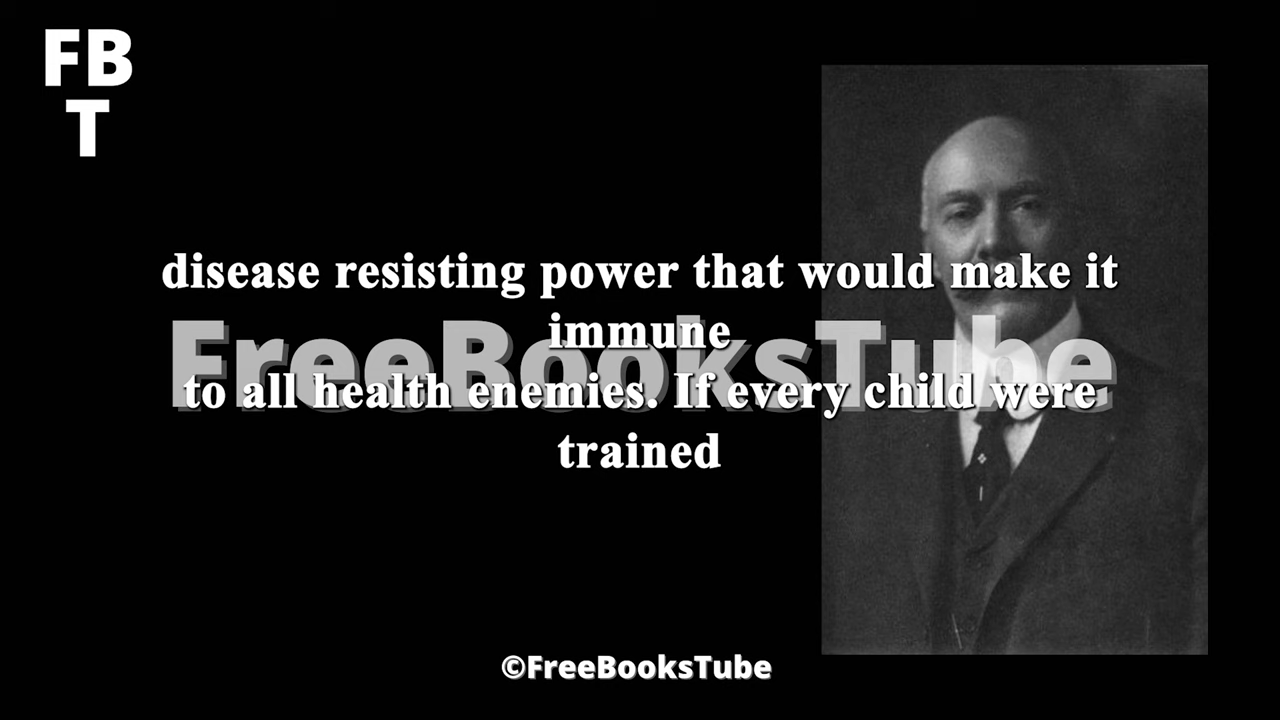 FB
T
disease resisting power that would make it
immune
FreeBooksTube
to all health enemies. If every child were
trained
©FreeBooksTube